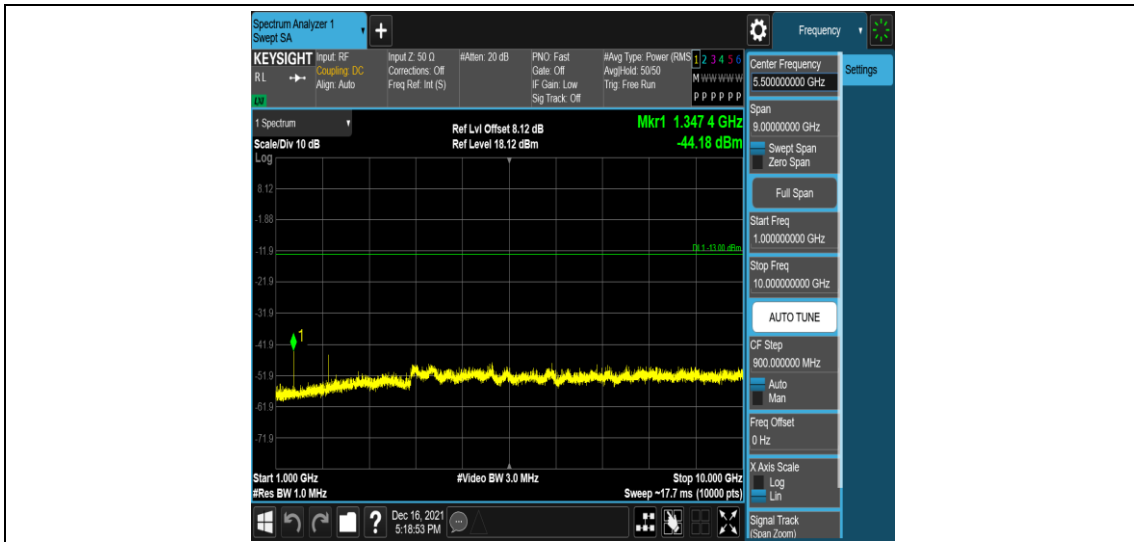 Spectrum Analyzer 1
Swept SA
+
Frequency
KEYSIGHT
RL
LXI
Input: RF
Coupling: DC
Align: Auto
Input Z: 50 Ω
Corrections: Off
Freq Ref: Int (S)
#Atten: 20 dB
PNO: Fast
Gate: Off
IF Gain: Low
Sig Track: Off
#Avg Type: Power (RMS
Avg|Hold: 50/50
Trig: Free Run
1 2 3 4 5 6
M W W W W W
P P P P P P
1 Spectrum
Scale/Div 10 dB
Log
Ref Lvl Offset 8.12 dB
Ref Level 18.12 dBm
Mkr1 1.347 4 GHz
-44.18 dBm
8.12
-1.88
-11.9
-21.9
-31.9
-41.9
-51.9
-61.9
-71.9
DL1 -13.00 dBm
1
Start 1.000 GHz
#Res BW 1.0 MHz
#Video BW 3.0 MHz
Stop 10.000 GHz
Sweep ~17.7 ms (10000 pts)
Center Frequency
5.500000000 GHz
Settings
Span
9.00000000 GHz
Swept Span
Zero Span
Full Span
Start Freq
1.000000000 GHz
Stop Freq
10.000000000 GHz
AUTO TUNE
CF Step
900.000000 MHz
Auto
Man
Freq Offset
0 Hz
X Axis Scale
Log
Lin
Signal Track
(Span Zoom)
?
Dec 16, 2021
5:18:53 PM